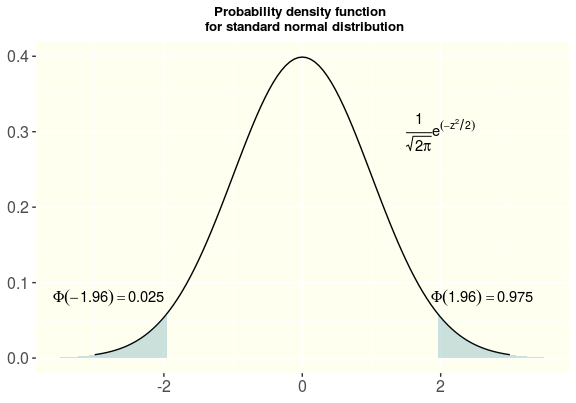 Probability density function
for standard normal distribution
0.4
0.3
0.2
0.1
0.0
1
√2π e(−z²/2)
Φ(−1.96) = 0.025
Φ(1.96) = 0.975
-2
0
2